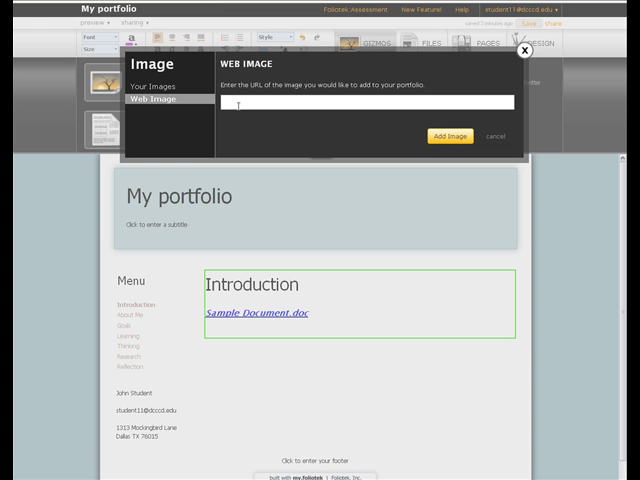 My portfolio
Foliotek Assessment New Feature! Help student11@dcccd.edu
preview sharing saved 2 minutes ago Save share
Font Style
Size
GIZMOS FILES PAGES DESIGN
Image
Your Images
Web Image
WEB IMAGE
Enter the URL of the image you would like to add to your portfolio.
Add Image cancel
X
My portfolio
Click to enter a subtitle
Menu
Introduction
About Me
Goals
Learning
Thinking
Research
Reflection
Introduction
Sample Document.doc
John Student
student11@dcccd.edu
1313 Mockingbird Lane
Dallas TX 76015
Click to enter your footer
built with my.foliotek | Foliotek, Inc.